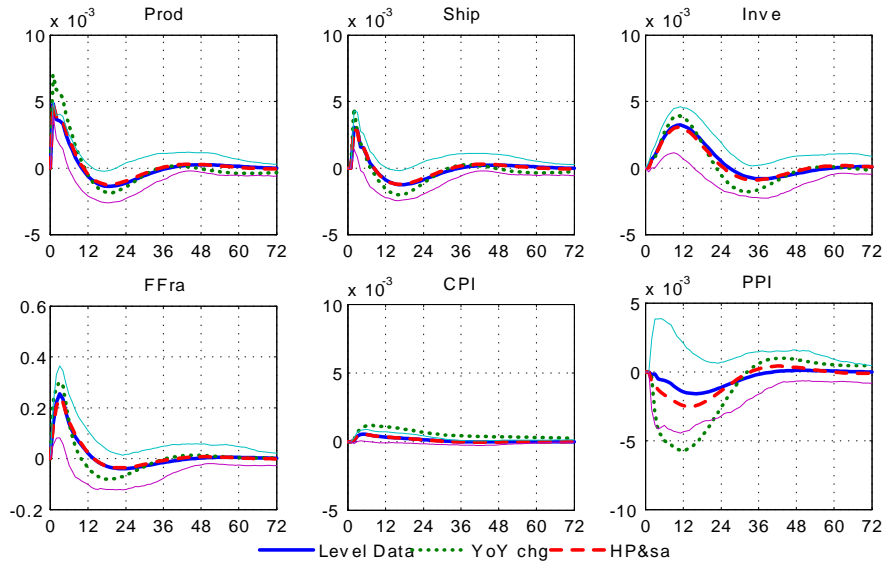 Prod Ship Inve
x 10^-3 x 10^-3 x 10^-3
10 10 10
5 5 5
0 0 0
-5 -5 -5
0 12 24 36 48 60 72 0 12 24 36 48 60 72 0 12 24 36 48 60 72
FFra CPI PPI
x 10^-3 x 10^-3
0.6 10 5
0.4 5 0
0.2
0 0 -5
-0.2 -5 -10
0 12 24 36 48 60 72 0 12 24 36 48 60 72 0 12 24 36 48 60 72
Level Data YoY chg HP&sa